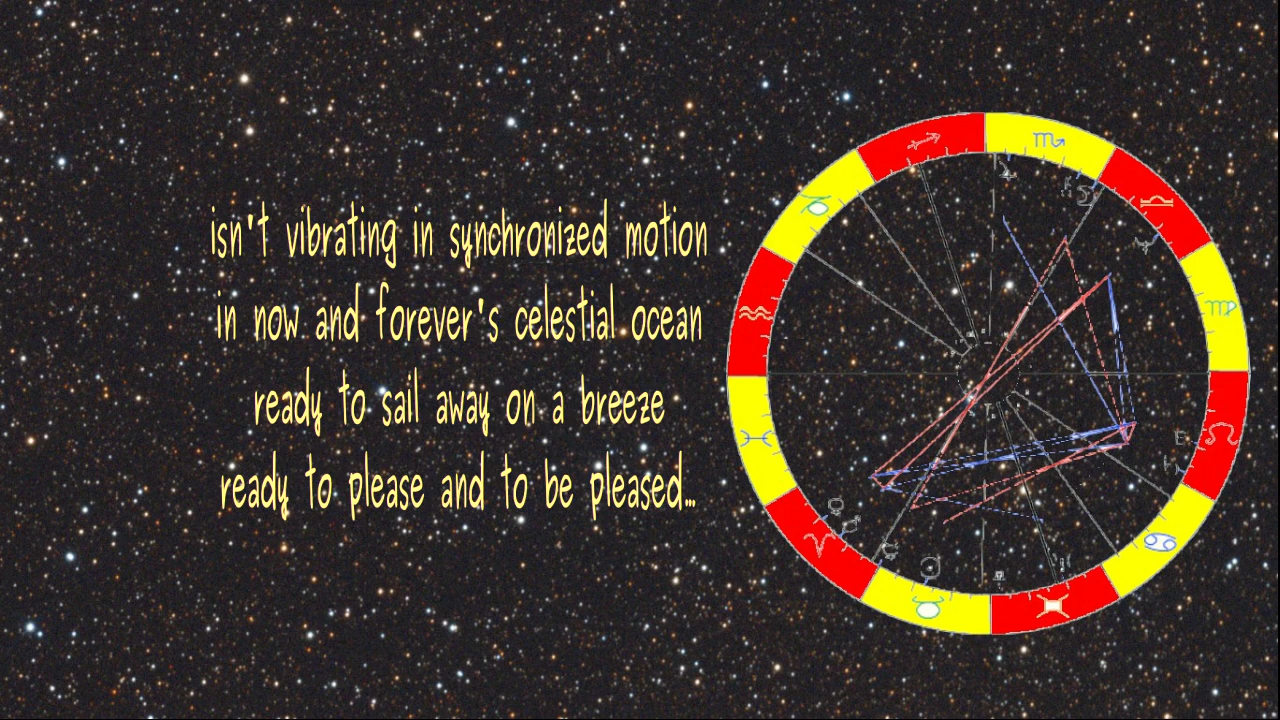 isn't vibrating in synchronized motion
in now and forever's celestial ocean
ready to sail away on a breeze
ready to please and to be pleased...